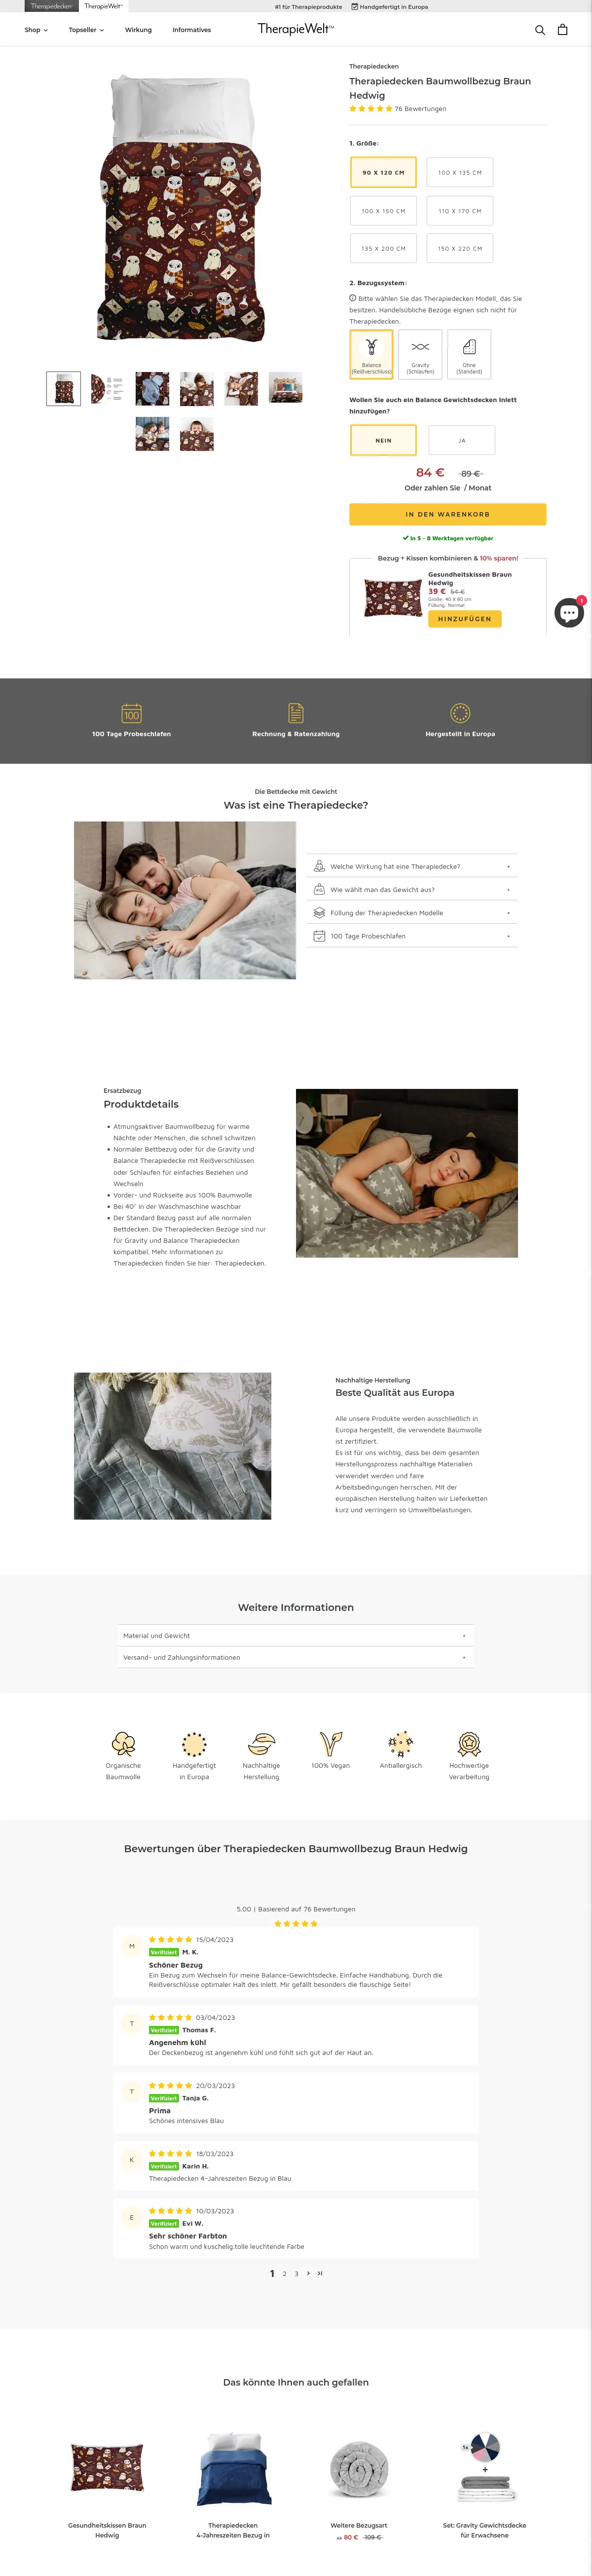 Therapiedecken
TherapieWelt™
#1 für Therapieprodukte
Handgefertigt in Europa
Shop
Topseller
Wirkung
Informatives
TherapieWelt™
Therapiedecken
Therapiedecken Baumwollbezug Braun
Hedwig
76 Bewertungen
1. Größe:
90 X 120 CM
100 X 135 CM
100 X 150 CM
110 X 170 CM
135 X 200 CM
150 X 220 CM
2. Bezugssystem:
Bitte wählen Sie das Therapiedecken Modell, das Sie
besitzen. Handelsübliche Bezüge eignen sich nicht für
Therapiedecken.
Balance
(Reißverschluss)
Gravity
(Schlaufen)
Ohne
(Standard)
Wollen Sie auch ein Balance Gewichtsdecken Inlett
hinzufügen?
NEIN
JA
84 € 89 €
Oder zahlen Sie / Monat
IN DEN WARENKORB
In 5 - 8 Werktagen verfügbar
Bezug + Kissen kombinieren & 10% sparen!
Gesundheitskissen Braun
Hedwig
39 € 54 €
Größe: 40 X 80 cm
Füllung: Normal
HINZUFÜGEN
1
100
100 Tage Probeschlafen
Rechnung & Ratenzahlung
Hergestellt in Europa
Die Bettdecke mit Gewicht
Was ist eine Therapiedecke?
Welche Wirkung hat eine Therapiedecke? +
KG
Wie wählt man das Gewicht aus? +
Füllung der Therapiedecken Modelle +
100 Tage Probeschlafen +
Ersatzbezug
Produktdetails
• Atmungsaktiver Baumwollbezug für warme
Nächte oder Menschen, die schnell schwitzen
• Normaler Bettbezug oder für die Gravity und
Balance Therapiedecke mit Reißverschlüssen
oder Schlaufen für einfaches Beziehen und
Wechseln
• Vorder- und Rückseite aus 100% Baumwolle
• Bei 40° in der Waschmaschine waschbar
• Der Standard Bezug passt auf alle normalen
Bettdecken. Die Therapiedecken Bezüge sind nur
für Gravity und Balance Therapiedecken
kompatibel. Mehr Informationen zu
Therapiedecken finden Sie hier: Therapiedecken.
Nachhaltige Herstellung
Beste Qualität aus Europa
Alle unsere Produkte werden ausschließlich in
Europa hergestellt, die verwendete Baumwolle
ist zertifiziert.
Es ist für uns wichtig, dass bei dem gesamten
Herstellungsprozess nachhaltige Materialien
verwendet werden und faire
Arbeitsbedingungen herrschen. Mit der
europäischen Herstellung halten wir Lieferketten
kurz und verringern so Umweltbelastungen.
Weitere Informationen
Material und Gewicht +
Versand- und Zahlungsinformationen +
Organische
Baumwolle
Handgefertigt
in Europa
Nachhaltige
Herstellung
100% Vegan
Antiallergisch
Hochwertige
Verarbeitung
Bewertungen über Therapiedecken Baumwollbezug Braun Hedwig
5.00 | Basierend auf 76 Bewertungen
M
15/04/2023
Verifiziert M. K.
Schöner Bezug
Ein Bezug zum Wechseln für meine Balance-Gewichtsdecke. Einfache Handhabung. Durch die
Reißverschlüsse optimaler Halt des Inlett. Mir gefällt besonders die flauschige Seite!
T
03/04/2023
Verifiziert Thomas F.
Angenehm kühl
Der Deckenbezug ist angenehm kühl und fühlt sich gut auf der Haut an.
T
20/03/2023
Verifiziert Tanja G.
Prima
Schönes intensives Blau
K
18/03/2023
Verifiziert Karin H.
Therapiedecken 4-Jahreszeiten Bezug in Blau
E
10/03/2023
Verifiziert Evi W.
Sehr schöner Farbton
Schon warm und kuschelig.tolle leuchtende Farbe
1 2 3
Das könnte Ihnen auch gefallen
1x
+
Gesundheitskissen Braun
Hedwig
Therapiedecken
4-Jahreszeiten Bezug in
Weitere Bezugsart
Ab 80 € 109 €
Set: Gravity Gewichtsdecke
für Erwachsene